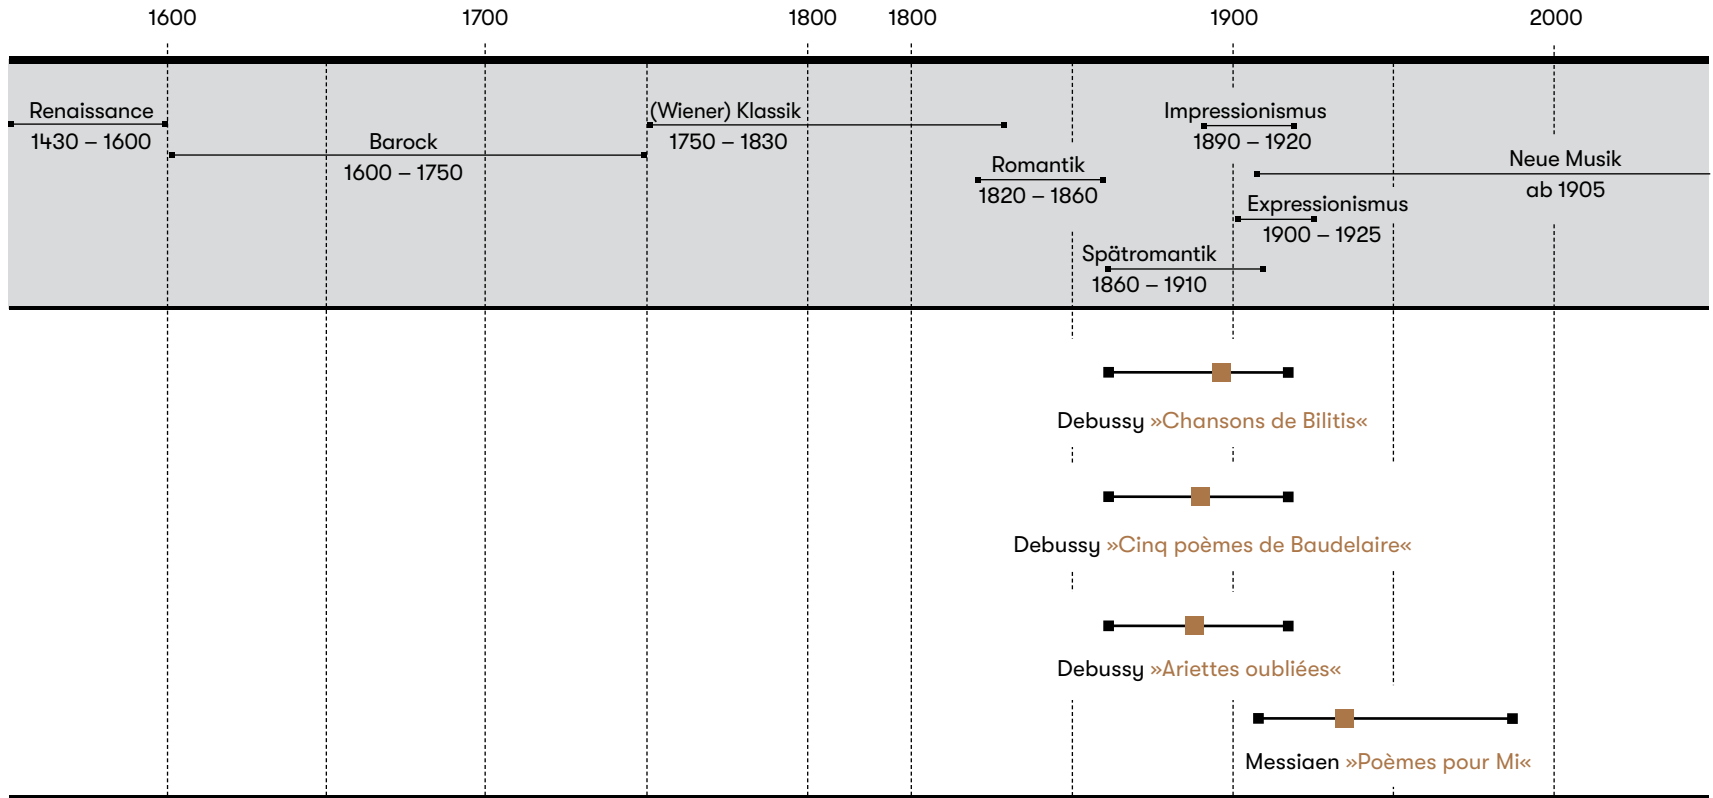 1600 1700 1800 1800 1900 2000
Renaissance
1430 – 1600
Barock
1600 – 1750
(Wiener) Klassik
1750 – 1830
Romantik
1820 – 1860
Impressionismus
1890 – 1920
Neue Musik
ab 1905
Expressionismus
1900 – 1925
Spätromantik
1860 – 1910
Debussy »Chansons de Bilitis«
Debussy »Cinq poèmes de Baudelaire«
Debussy »Ariettes oubliées«
Messiaen »Poèmes pour Mi«